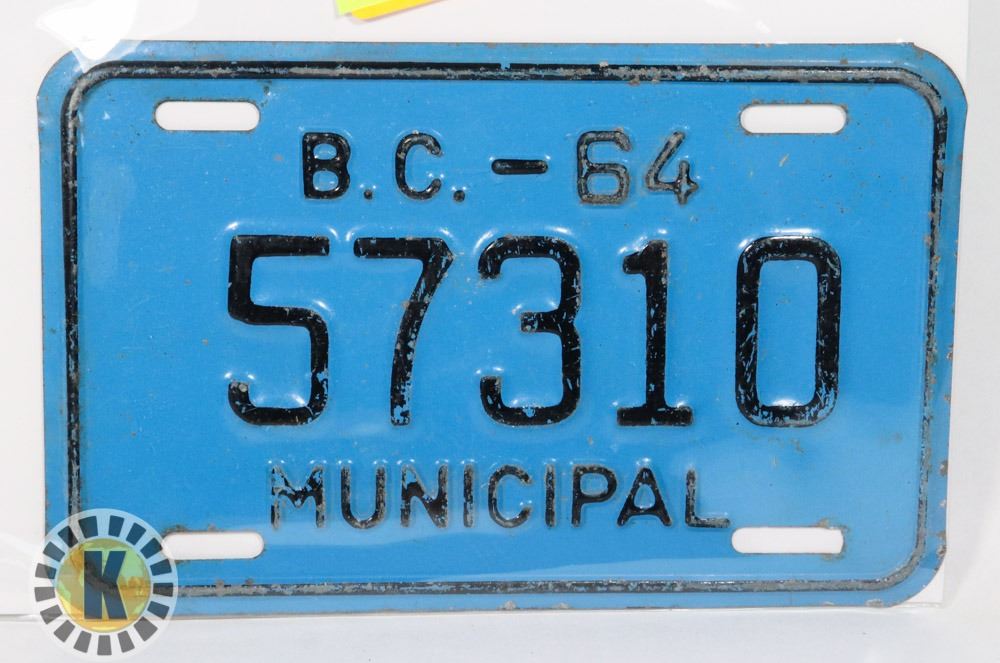 B.C.-64
57310
MUNICIPAL
K